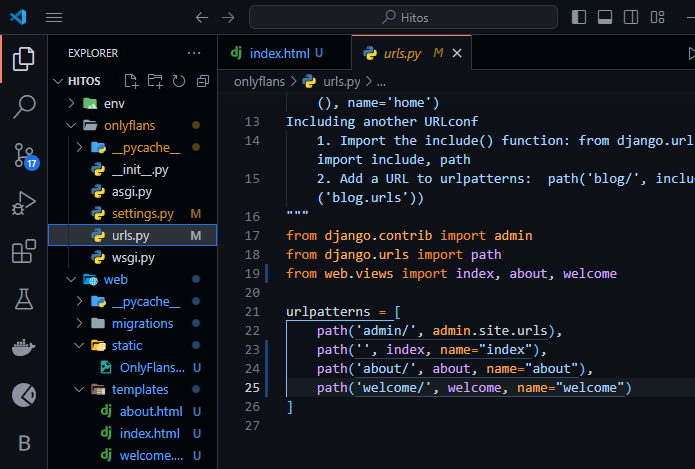 Hitos
EXPLORER
index.html U
urls.py M
HITOS
onlyflans > urls.py > ...
env
onlyflans
__pycache__
__init__.py
asgi.py
settings.py M
urls.py M
wsgi.py
web
__pycache__
migrations
static
OnlyFlans... U
templates
about.html U
index.html U
welcome.... U
17
B
(), name='home')
13 Including another URLconf
14 1. Import the include() function: from django.url
import include, path
15 2. Add a URL to urlpatterns:  path('blog/', includ
('blog.urls'))
16 """
17 from django.contrib import admin
18 from django.urls import path
19 from web.views import index, about, welcome
20
21 urlpatterns = [
22 path('admin/', admin.site.urls),
23 path('', index, name="index"),
24 path('about/', about, name="about"),
25 path('welcome/', welcome, name="welcome")
26 ]
27